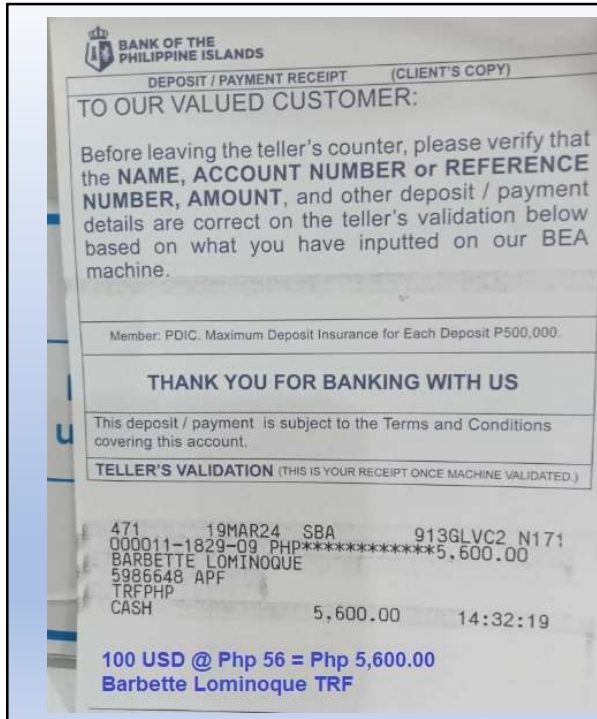 BANK OF THE
PHILIPPINE ISLANDS
DEPOSIT / PAYMENT RECEIPT (CLIENT'S COPY)
TO OUR VALUED CUSTOMER:
Before leaving the teller's counter, please verify that
the NAME, ACCOUNT NUMBER or REFERENCE
NUMBER, AMOUNT, and other deposit / payment
details are correct on the teller's validation below
based on what you have inputted on our BEA
machine.
Member: PDIC. Maximum Deposit Insurance for Each Deposit P500,000.
THANK YOU FOR BANKING WITH US
This deposit / payment is subject to the Terms and Conditions
covering this account.
TELLER'S VALIDATION (THIS IS YOUR RECEIPT ONCE MACHINE VALIDATED.)
471 19MAR24 SBA 913GLVC2 N171
000011-1829-09 PHP************5,600.00
BARBETTE LOMINOQUE
5986648 APF
TRFPHP
CASH 5,600.00 14:32:19
100 USD @ Php 56 = Php 5,600.00
Barbette Lominoque TRF